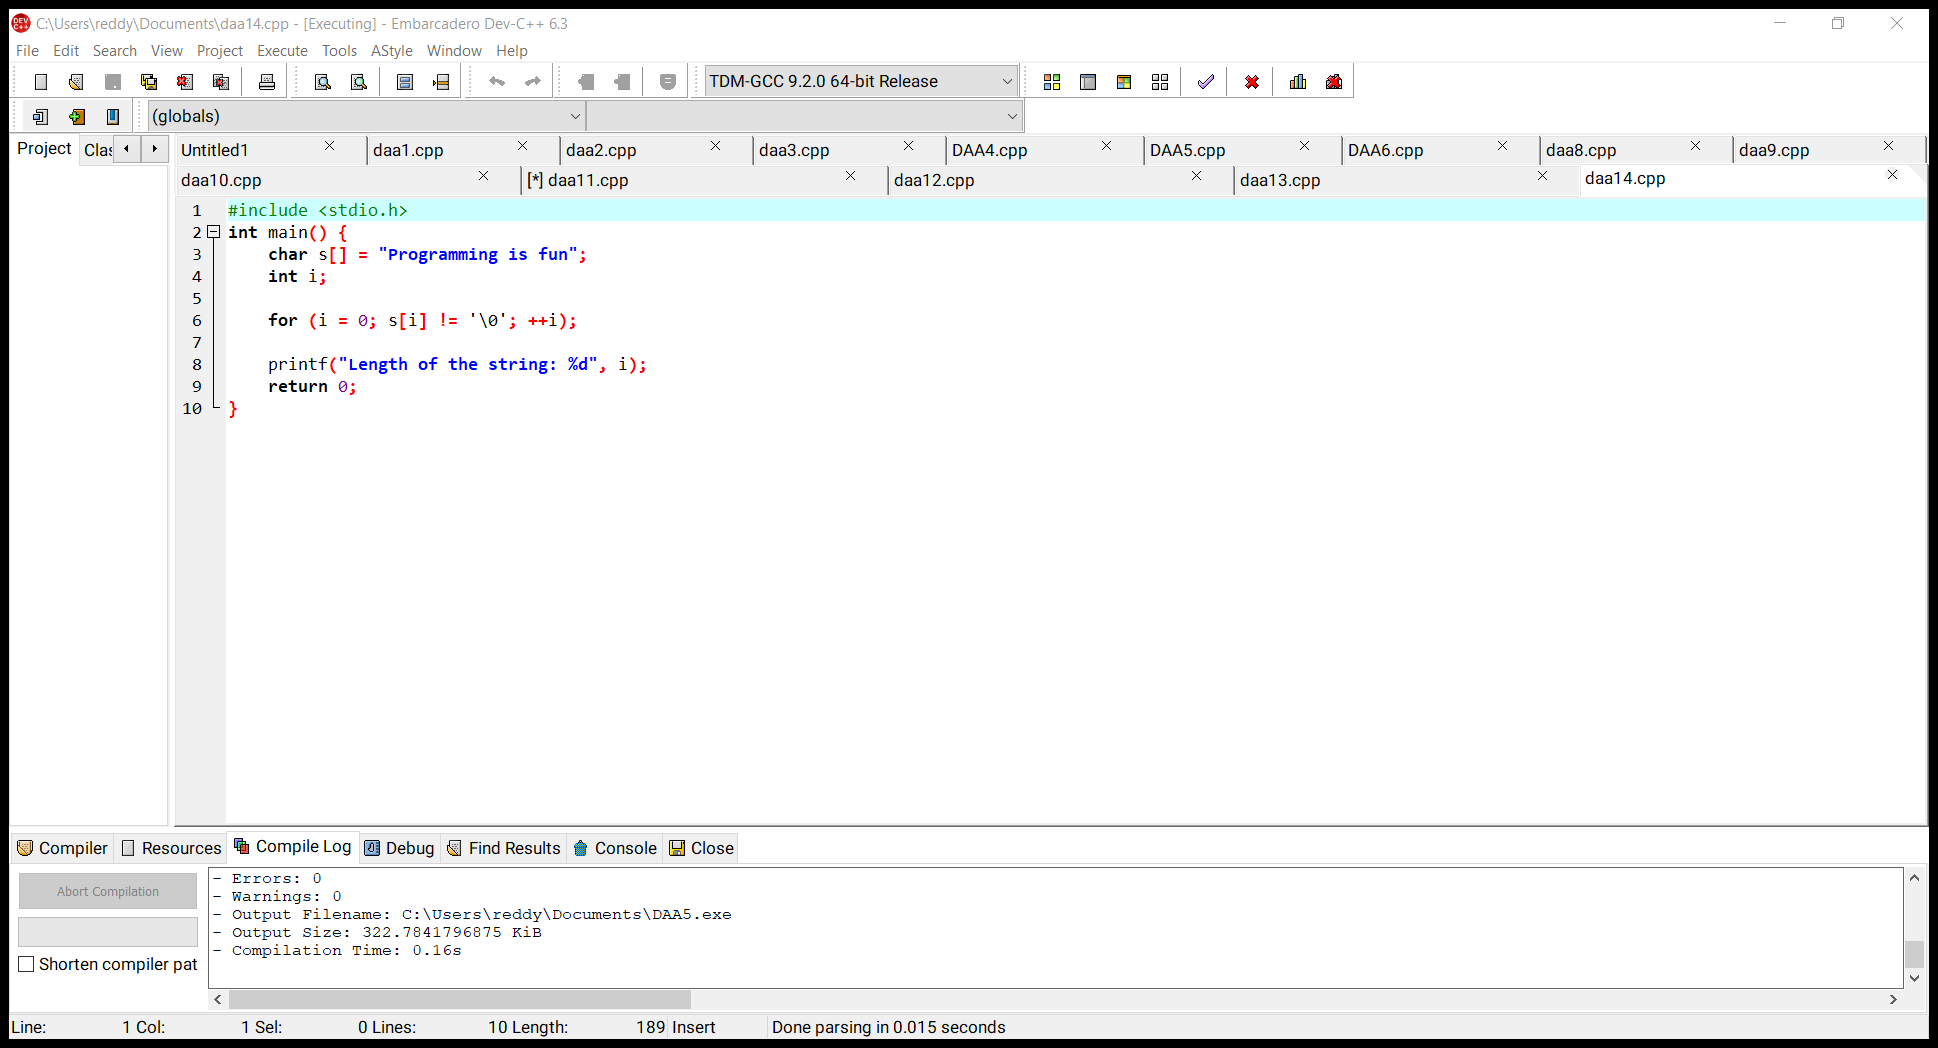 C:\Users\reddy\Documents\daa14.cpp - [Executing] - Embarcadero Dev-C++ 6.3
File Edit Search View Project Execute Tools AStyle Window Help
TDM-GCC 9.2.0 64-bit Release
(globals)
Project Clas
Untitled1 daa1.cpp daa2.cpp daa3.cpp DAA4.cpp DAA5.cpp DAA6.cpp daa8.cpp daa9.cpp
daa10.cpp [*] daa11.cpp daa12.cpp daa13.cpp daa14.cpp
1 #include <stdio.h>
2 int main() {
3     char s[] = "Programming is fun";
4     int i;
5
6     for (i = 0; s[i] != '\0'; ++i);
7
8     printf("Length of the string: %d", i);
9     return 0;
10 }
Compiler Resources Compile Log Debug Find Results Console Close
Abort Compilation
Shorten compiler pat
- Errors: 0
- Warnings: 0
- Output Filename: C:\Users\reddy\Documents\DAA5.exe
- Output Size: 322.7841796875 KiB
- Compilation Time: 0.16s
Line: 1 Col: 1 Sel: 0 Lines: 10 Length: 189 Insert Done parsing in 0.015 seconds